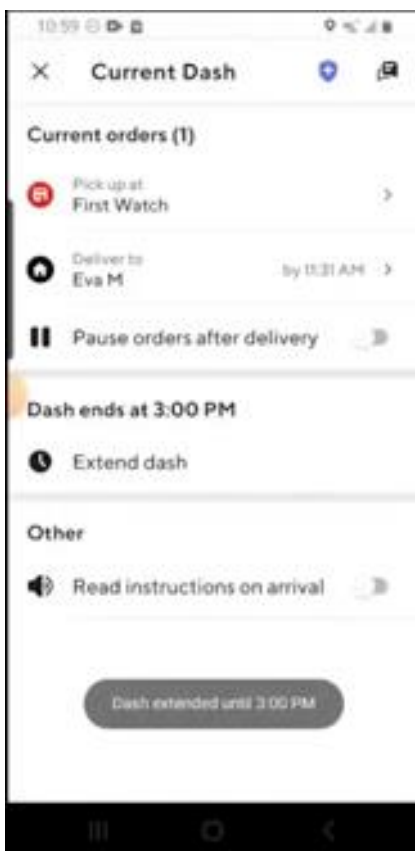 10:59
Current Dash
Current orders (1)
Pick up at
First Watch
Deliver to
Eva M
by 11:31 AM
Pause orders after delivery
Dash ends at 3:00 PM
Extend dash
Other
Read instructions on arrival
Dash extended until 3:00 PM